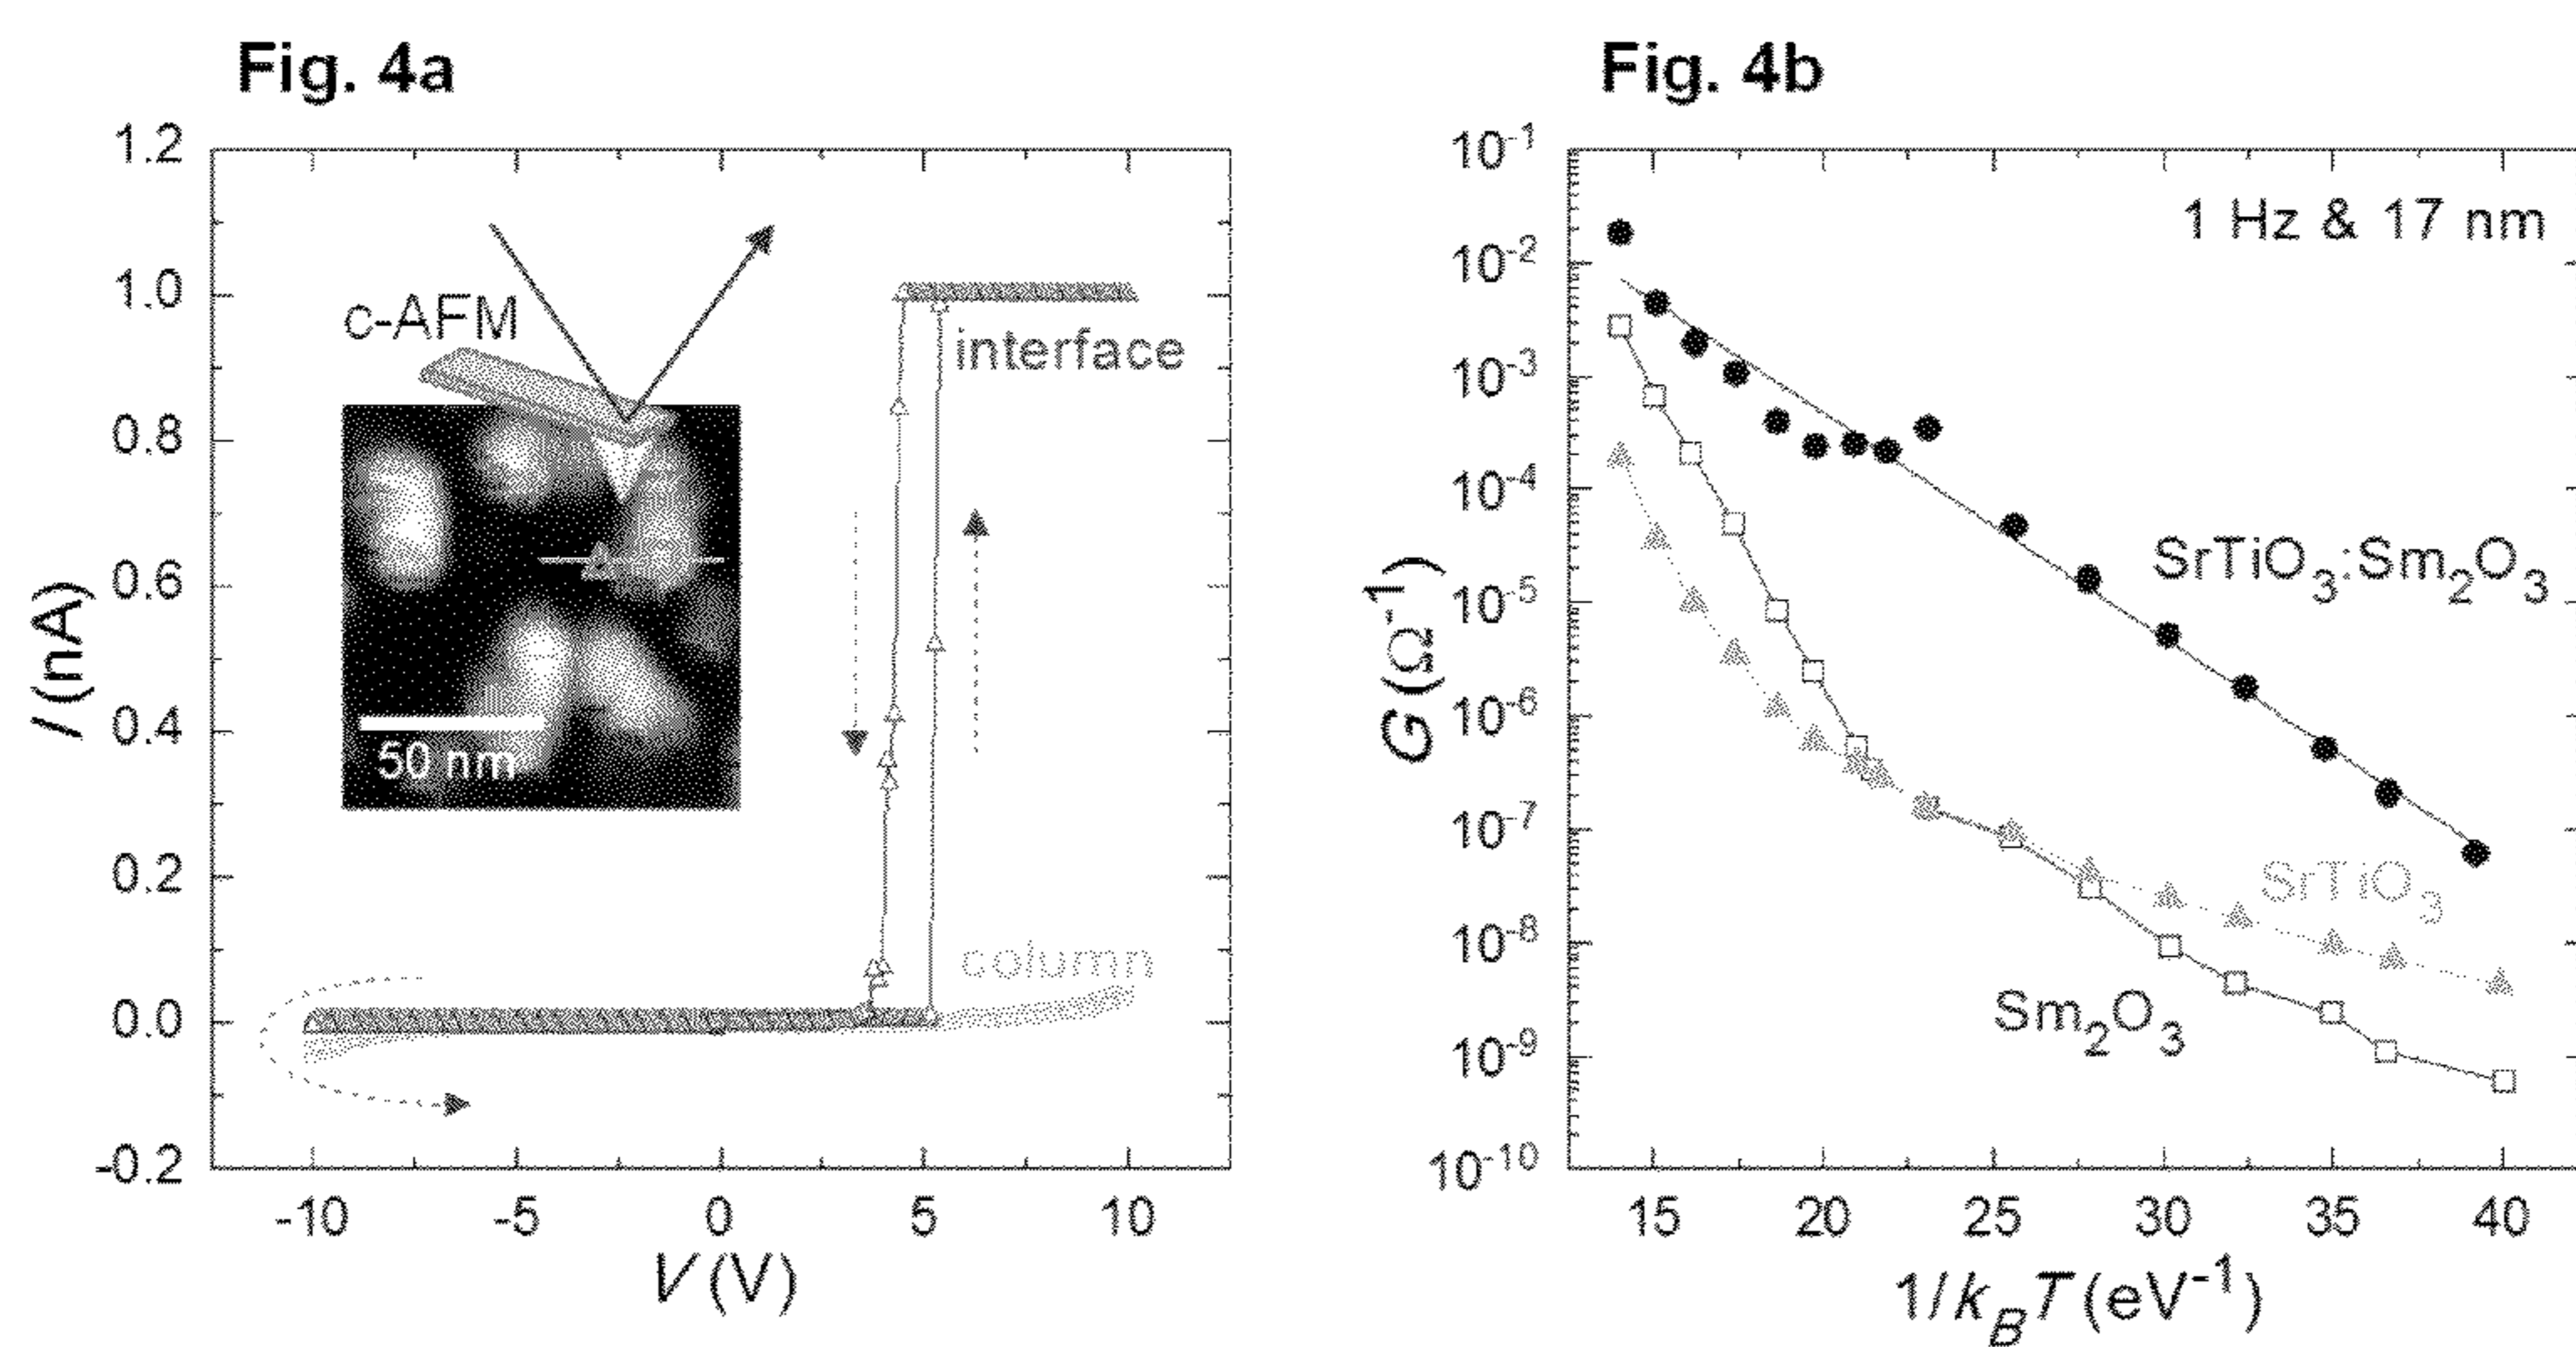 Fig. 4a
1.2
1.0
0.8
0.6
0.4
0.2
0.0
-0.2
I (nA)
c-AFM
interface
50 nm
column
-10 -5 0 5 10
V (V)
Fig. 4b
10⁻¹
10⁻²
10⁻³
10⁻⁴
10⁻⁵
10⁻⁶
10⁻⁷
10⁻⁸
10⁻⁹
10⁻¹⁰
G (Ω⁻¹)
1 Hz & 17 nm
SrTiO₃:Sm₂O₃
SrTiO₃
Sm₂O₃
15 20 25 30 35 40
1/k_BT (eV⁻¹)